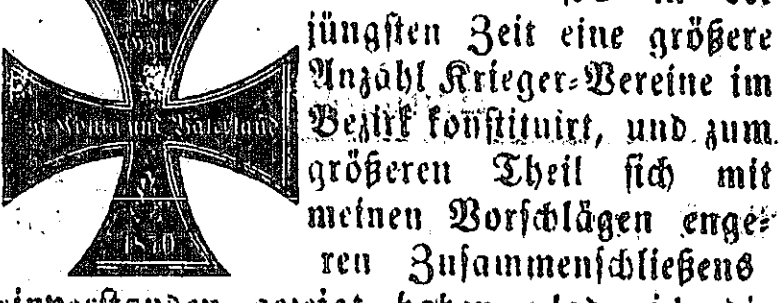 Mit
Gott
König und Vaterland
1870
jüngsten Zeit eine größere
Anzahl Krieger-Vereine im
Bezirk konstituirt, und zum
größeren Theil sich mit
meinen Vorschlägen enge-
ren Zusammenschließens